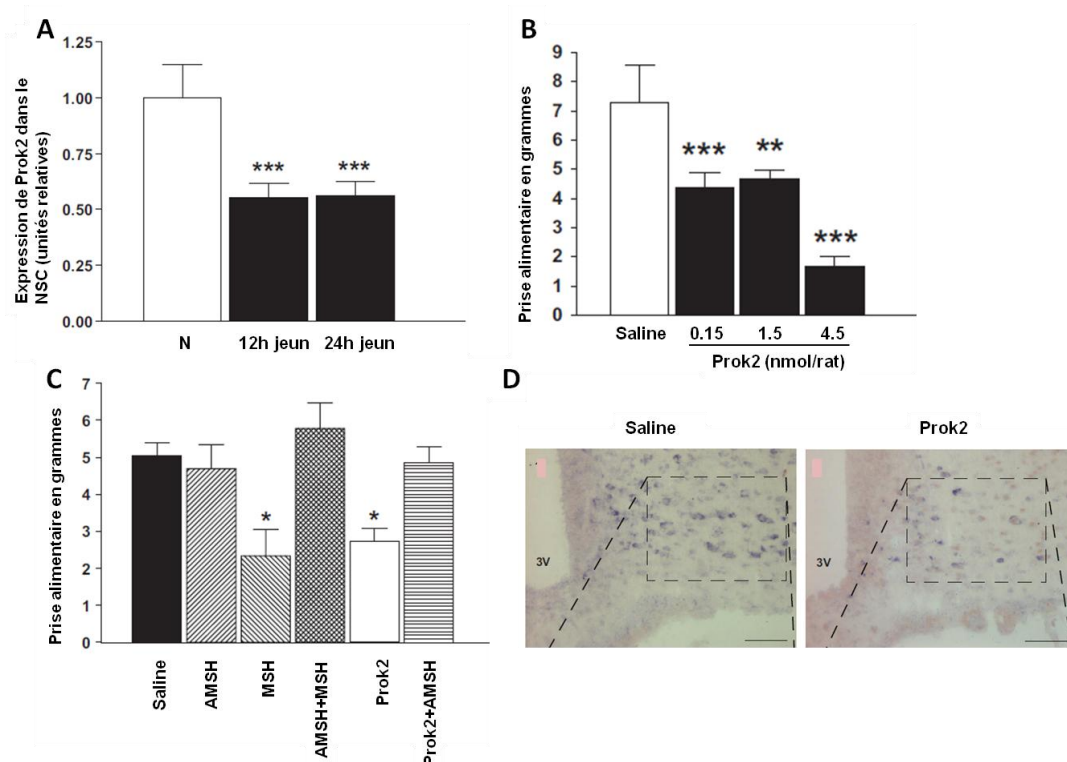 A
Expression de Prok2 dans le
NSC (unités relatives)
1.25
1.00
0.75
0.50
0.25
0.00
***
***
N 12h jeun 24h jeun
B
Prise alimentaire en grammes
9
8
7
6
5
4
3
2
1
0
***
**
***
Saline 0.15 1.5 4.5
Prok2 (nmol/rat)
C
Prise alimentaire en grammes
7
6
5
4
3
2
1
0
*
*
Saline
AMSH
MSH
AMSH+MSH
Prok2
Prok2+AMSH
D
Saline
Prok2
3V
3V